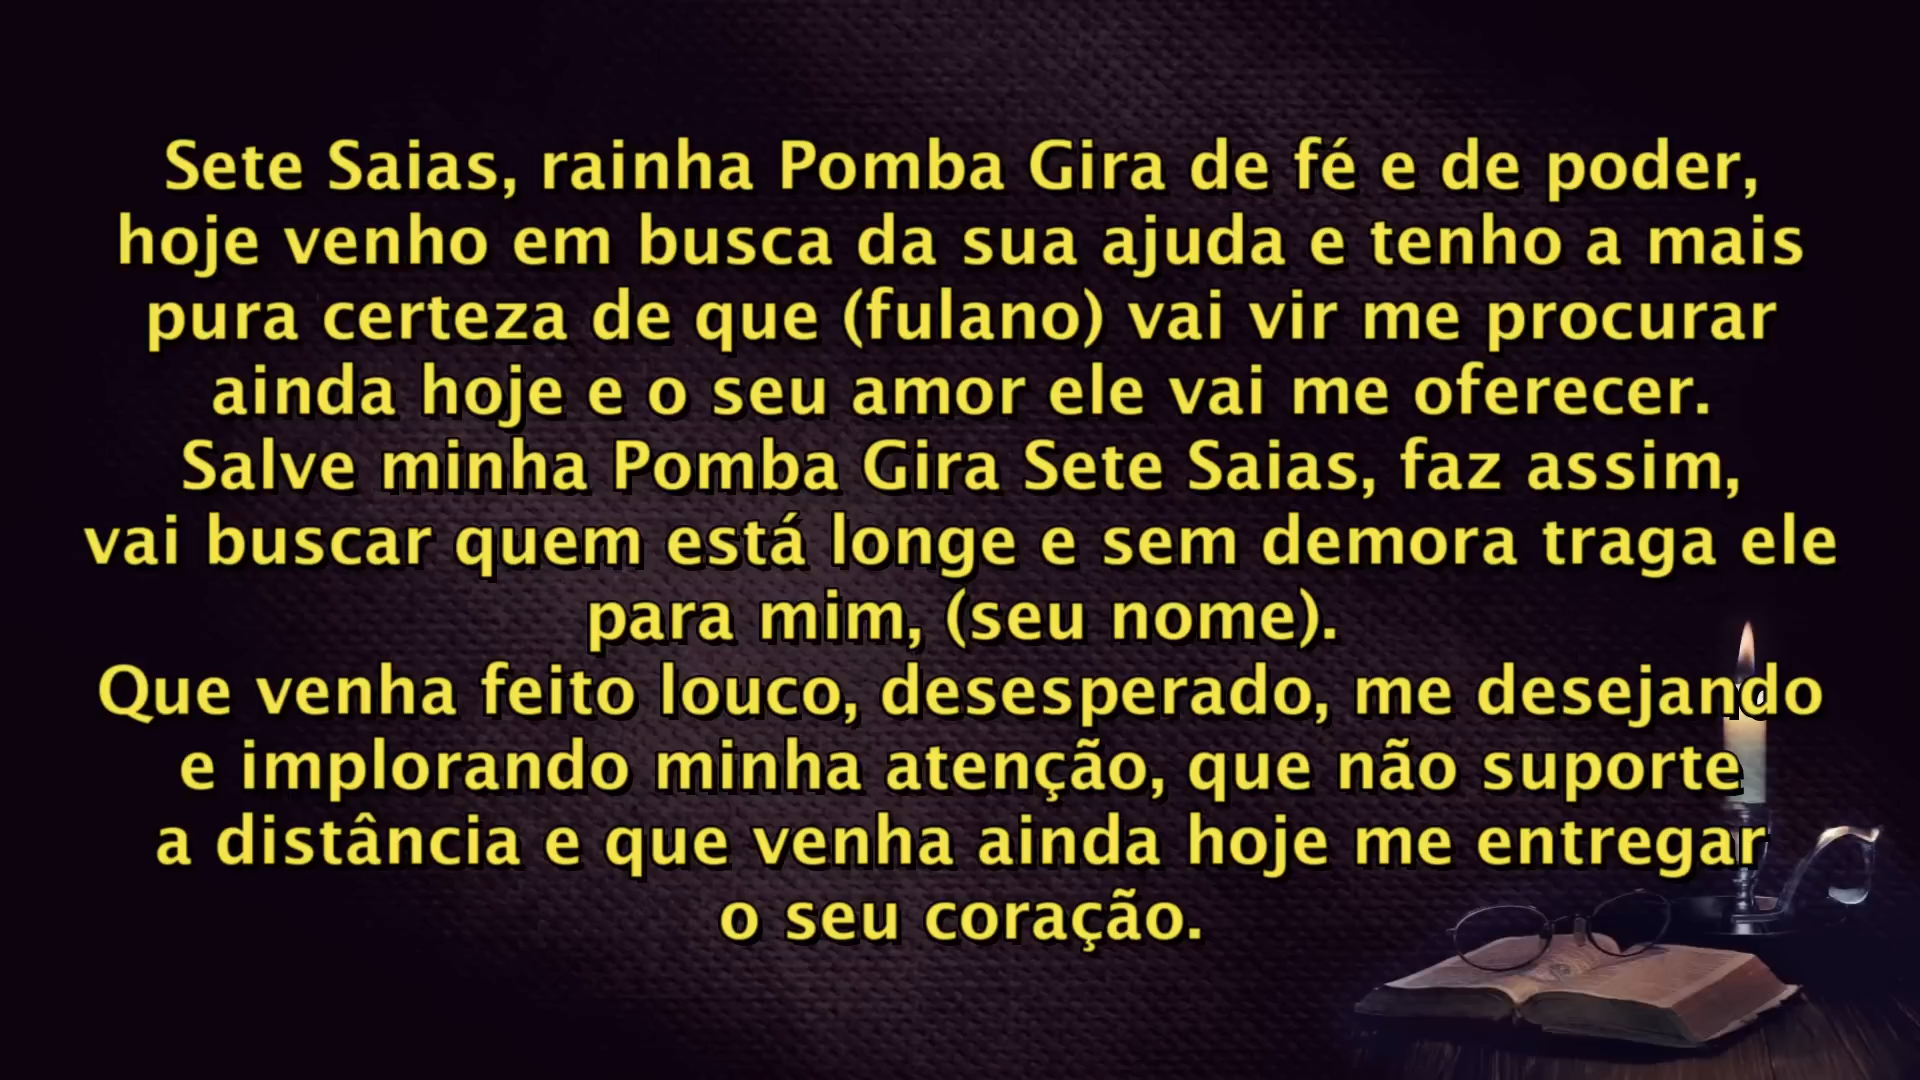 Sete Saias, rainha Pomba Gira de fé e de poder,
hoje venho em busca da sua ajuda e tenho a mais
pura certeza de que (fulano) vai vir me procurar
ainda hoje e o seu amor ele vai me oferecer.
Salve minha Pomba Gira Sete Saias, faz assim,
vai buscar quem está longe e sem demora traga ele
para mim, (seu nome).
Que venha feito louco, desesperado, me desejando
e implorando minha atenção, que não suporte
a distância e que venha ainda hoje me entregar
o seu coração.